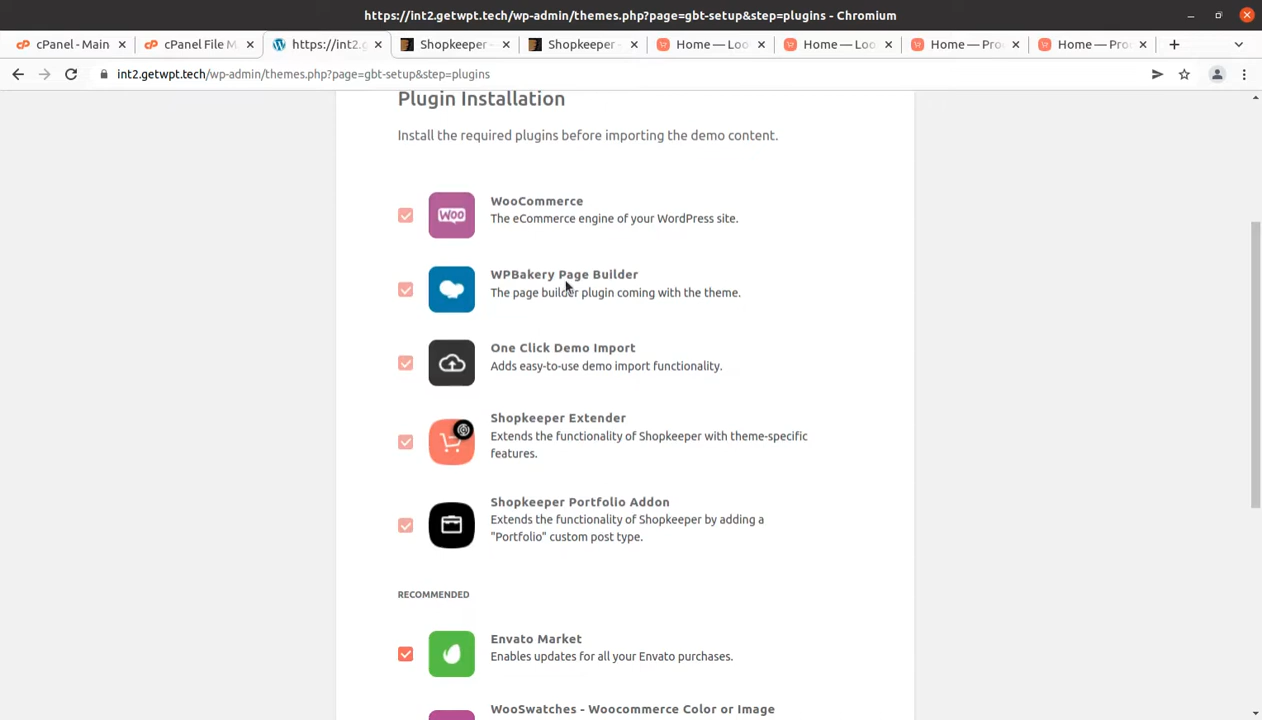 https://int2.getwpt.tech/wp-admin/themes.php?page=gbt-setup&step=plugins - Chromium
cPanel - Main
cPanel File M
https://int2.g
Shopkeeper -
Shopkeeper -
Home — Loo
Home — Loo
Home — Pro
Home — Pro
int2.getwpt.tech/wp-admin/themes.php?page=gbt-setup&step=plugins
Plugin Installation
Install the required plugins before importing the demo content.
WOO
WooCommerce
The eCommerce engine of your WordPress site.
WPBakery Page Builder
The page builder plugin coming with the theme.
One Click Demo Import
Adds easy-to-use demo import functionality.
Shopkeeper Extender
Extends the functionality of Shopkeeper with theme-specific
features.
Shopkeeper Portfolio Addon
Extends the functionality of Shopkeeper by adding a
"Portfolio" custom post type.
RECOMMENDED
Envato Market
Enables updates for all your Envato purchases.
WooSwatches - Woocommerce Color or Image